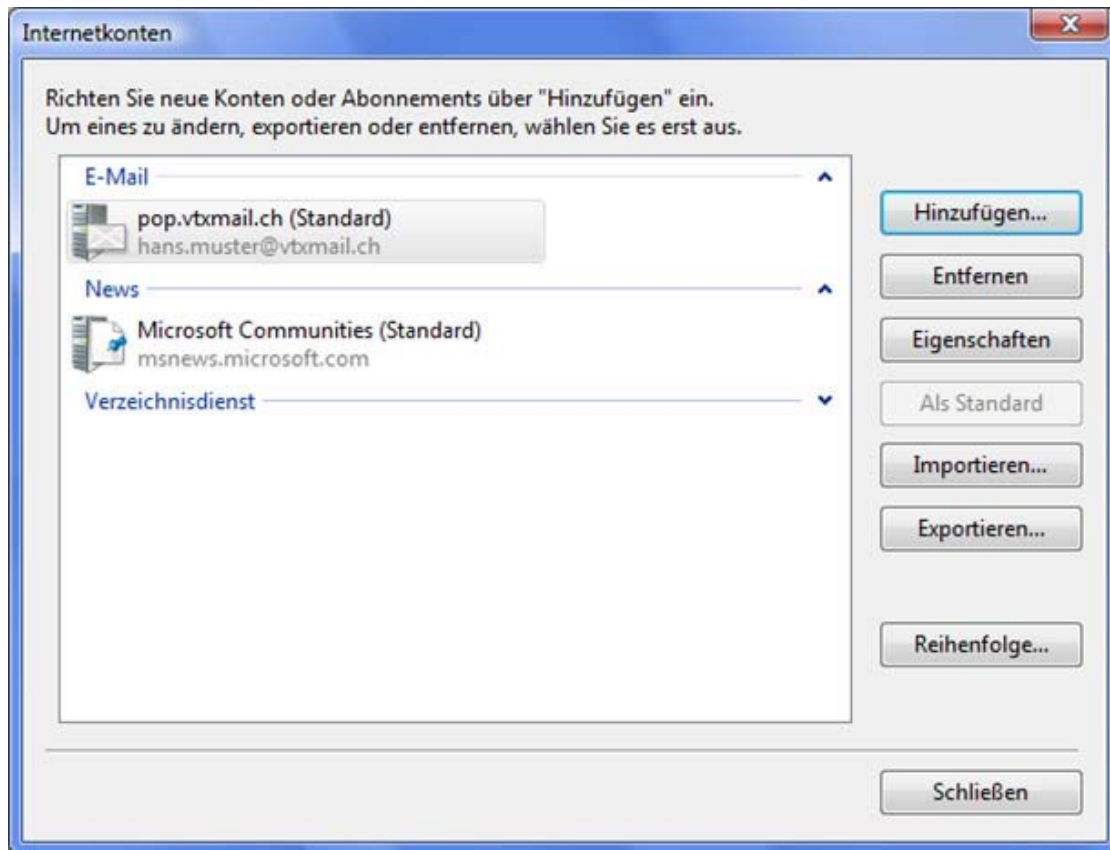 Internetkonten
Richten Sie neue Konten oder Abonnements über "Hinzufügen" ein.
Um eines zu ändern, exportieren oder entfernen, wählen Sie es erst aus.
E-Mail
pop.vtxmail.ch (Standard)
hans.muster@vtxmail.ch
News
Microsoft Communities (Standard)
msnews.microsoft.com
Verzeichnisdienst
Hinzufügen...
Entfernen
Eigenschaften
Als Standard
Importieren...
Exportieren...
Reihenfolge...
Schließen